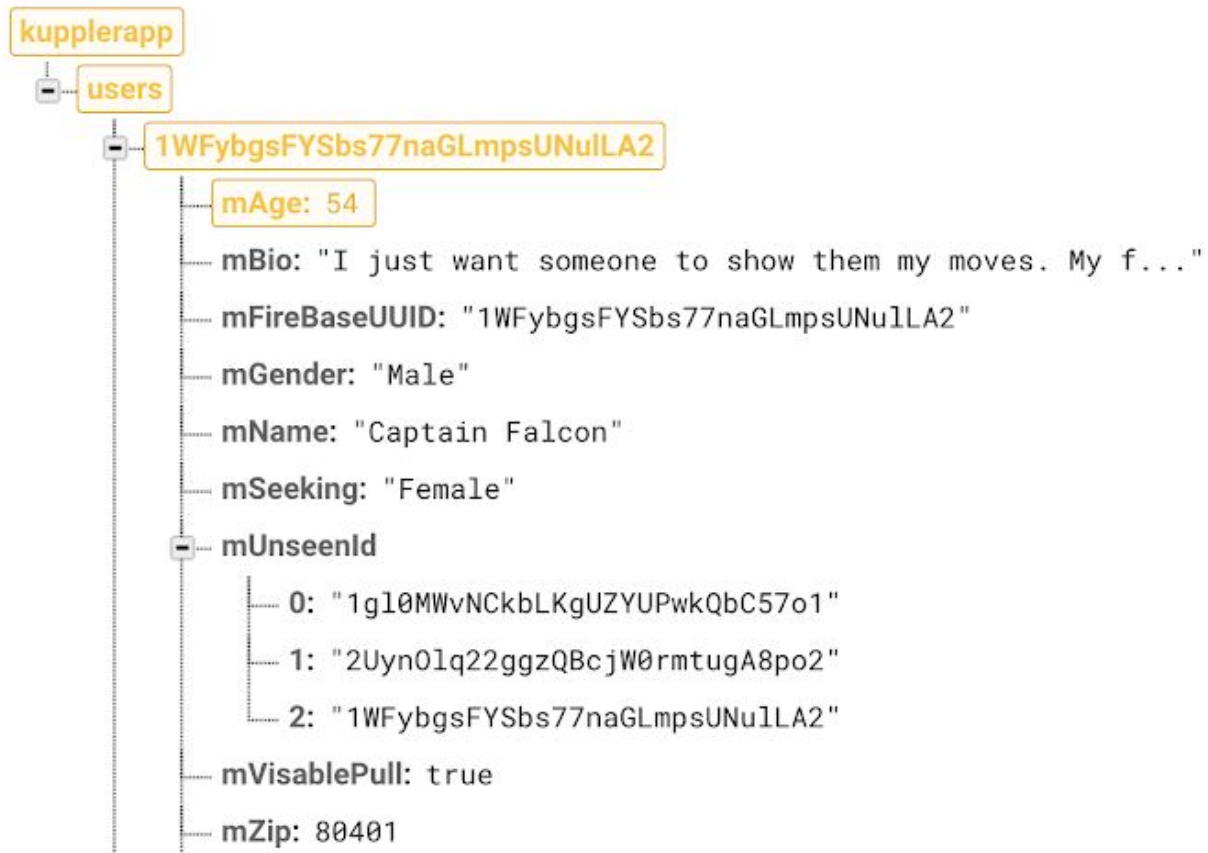 kupplerapp
users
1WFybgsFYSbs77naGLmpsUNulLA2
mAge: 54
mBio: "I just want someone to show them my moves. My f..."
mFireBaseUUID: "1WFybgsFYSbs77naGLmpsUNulLA2"
mGender: "Male"
mName: "Captain Falcon"
mSeeking: "Female"
mUnseenId
0: "1gl0MWvNCkbLKgUZYUPwkQbC57o1"
1: "2UynOlq22ggzQBcjW0rmtugA8po2"
2: "1WFybgsFYSbs77naGLmpsUNulLA2"
mVisablePull: true
mZip: 80401